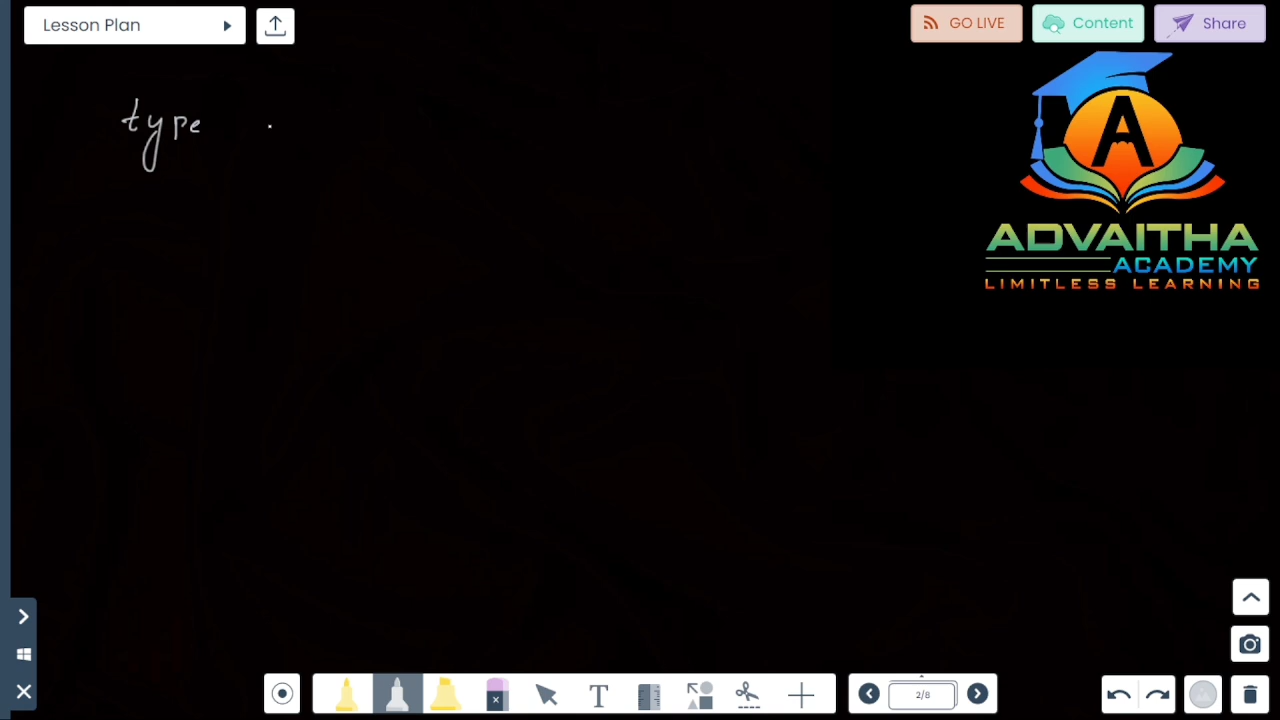 Lesson Plan
GO LIVE
Content
Share
type .
A
ADVAITHA
ACADEMY
LIMITLESS LEARNING
T
2/8